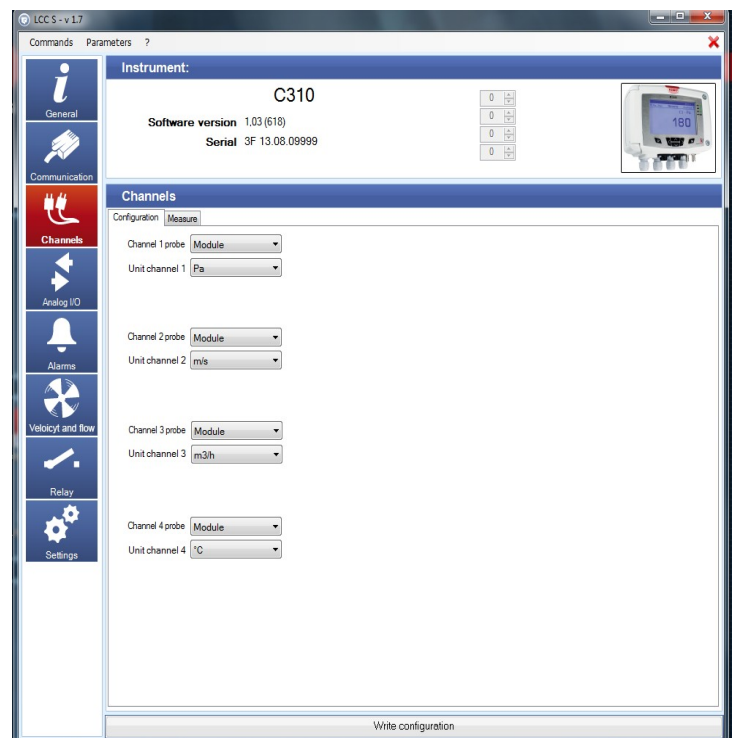 LCC S - v 1.7
Commands Parameters ?
Instrument:
C310
Software version 1,03 (618)
Serial 3F 13.08.09999
0
0
0
0
180
General
Communication
Channels
Analog I/O
Alarms
Veloicyt and flow
Relay
Settings
Channels
Configuration Measure
Channel 1 probe Module
Unit channel 1 Pa
Channel 2 probe Module
Unit channel 2 m/s
Channel 3 probe Module
Unit channel 3 m3/h
Channel 4 probe Module
Unit channel 4 °C
Write configuration